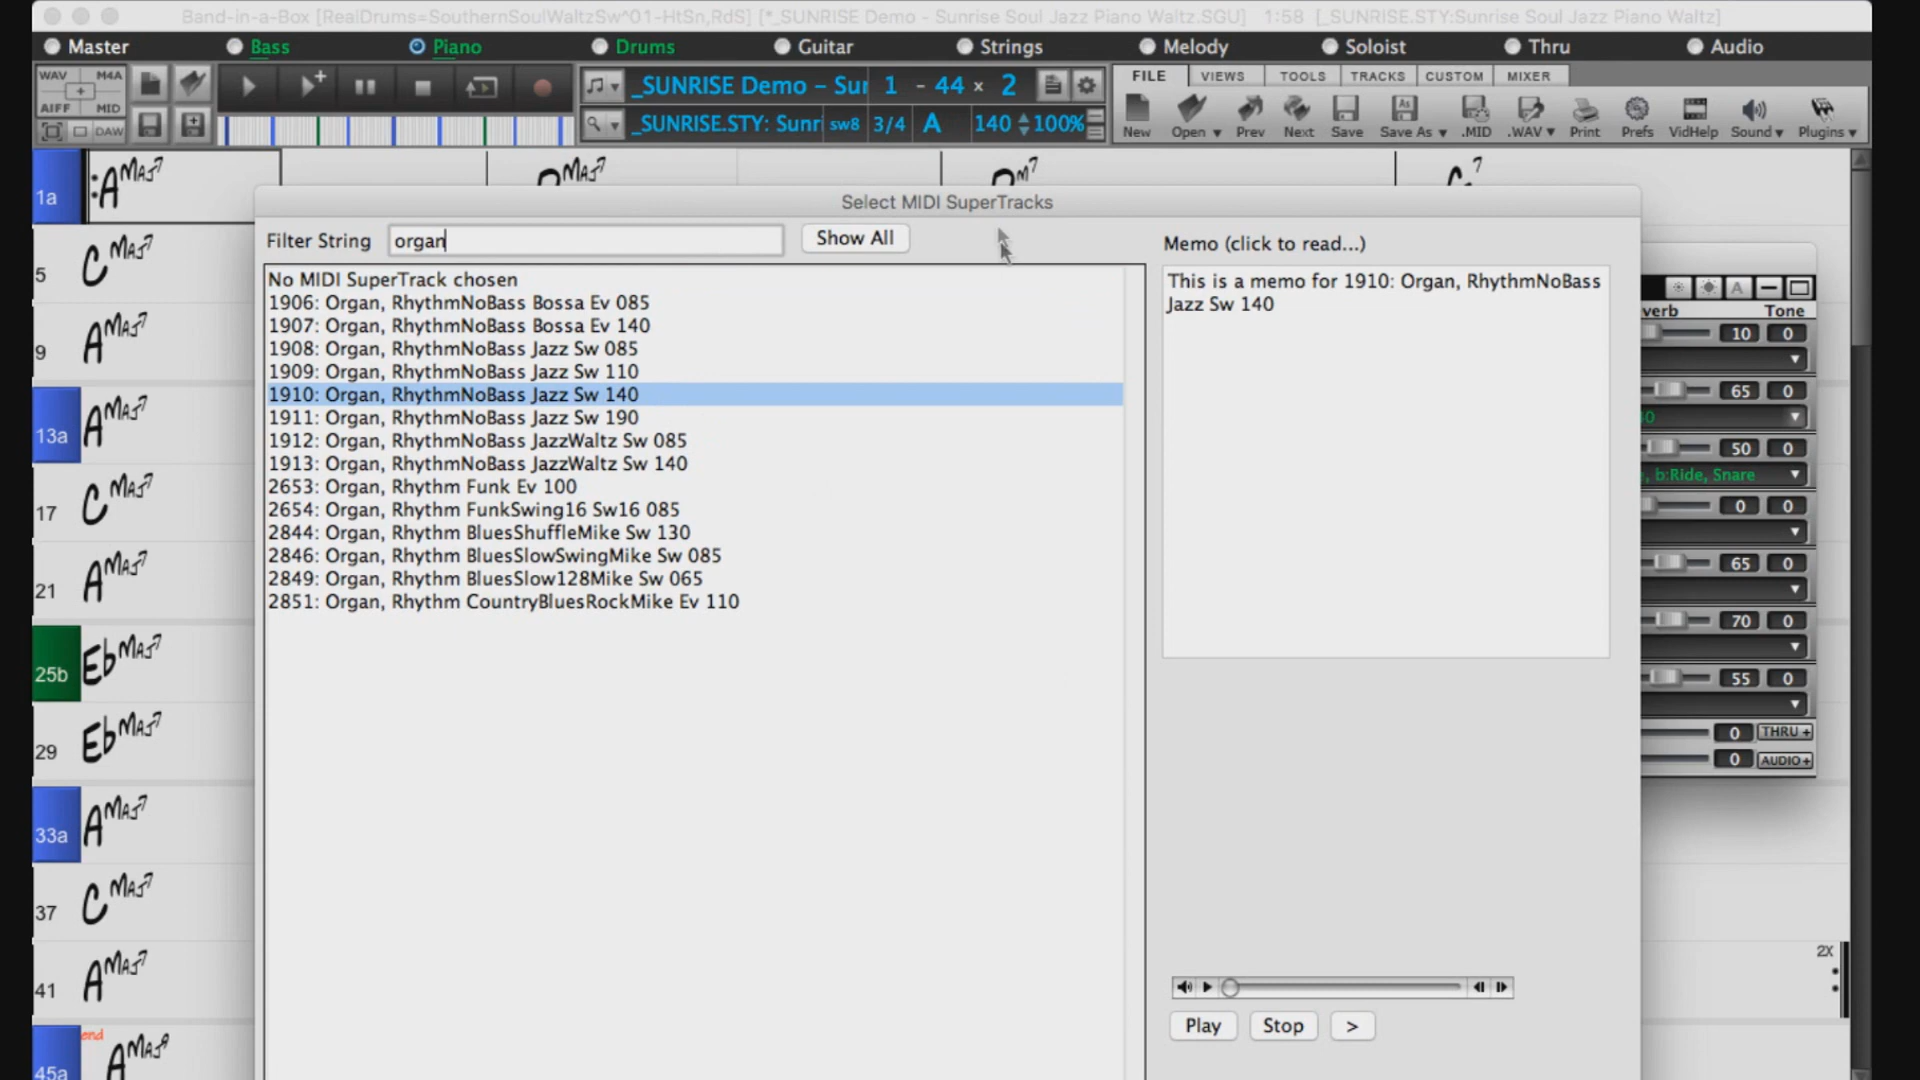 Band-in-a-Box [RealDrums=SouthernSoulWaltzSw^01-HtSn,RdS] [*_SUNRISE Demo - Sunrise Soul Jazz Piano Waltz.SGU] 1:58 [_SUNRISE.STY:Sunrise Soul Jazz Piano Waltz]
Master Bass Piano Drums Guitar Strings Melody Soloist Thru Audio
WAV M4A
AIFF MID
DAW
_SUNRISE Demo - Sur 1 - 44 x 2
_SUNRISE.STY: Sunri sw8 3/4 A 140 100%
FILE VIEWS TOOLS TRACKS CUSTOM MIXER
New Open Prev Next Save Save As .MID .WAV Print Prefs VidHelp Sound Plugins
1a AMAJ7
5 CMAJ7
9 AMAJ7
13a AMAJ7
17 CMAJ7
21 AMAJ7
25b EbMAJ7
29 EbMAJ7
33a AMAJ7
37 CMAJ7
41 AMAJ7
2X
end
45a AMAJ9
Select MIDI SuperTracks
Filter String organ Show All
No MIDI SuperTrack chosen
1906: Organ, RhythmNoBass Bossa Ev 085
1907: Organ, RhythmNoBass Bossa Ev 140
1908: Organ, RhythmNoBass Jazz Sw 085
1909: Organ, RhythmNoBass Jazz Sw 110
1910: Organ, RhythmNoBass Jazz Sw 140
1911: Organ, RhythmNoBass Jazz Sw 190
1912: Organ, RhythmNoBass JazzWaltz Sw 085
1913: Organ, RhythmNoBass JazzWaltz Sw 140
2653: Organ, Rhythm Funk Ev 100
2654: Organ, Rhythm FunkSwing16 Sw16 085
2844: Organ, Rhythm BluesShuffleMike Sw 130
2846: Organ, Rhythm BluesSlowSwingMike Sw 085
2849: Organ, Rhythm BluesSlow128Mike Sw 065
2851: Organ, Rhythm CountryBluesRockMike Ev 110
Memo (click to read...)
This is a memo for 1910: Organ, RhythmNoBass
Jazz Sw 140
Play Stop >
A
verb Tone
10 0
65 0
50 0
, b:Ride, Snare
0 0
65 0
70 0
55 0
0 THRU+
0 AUDIO+